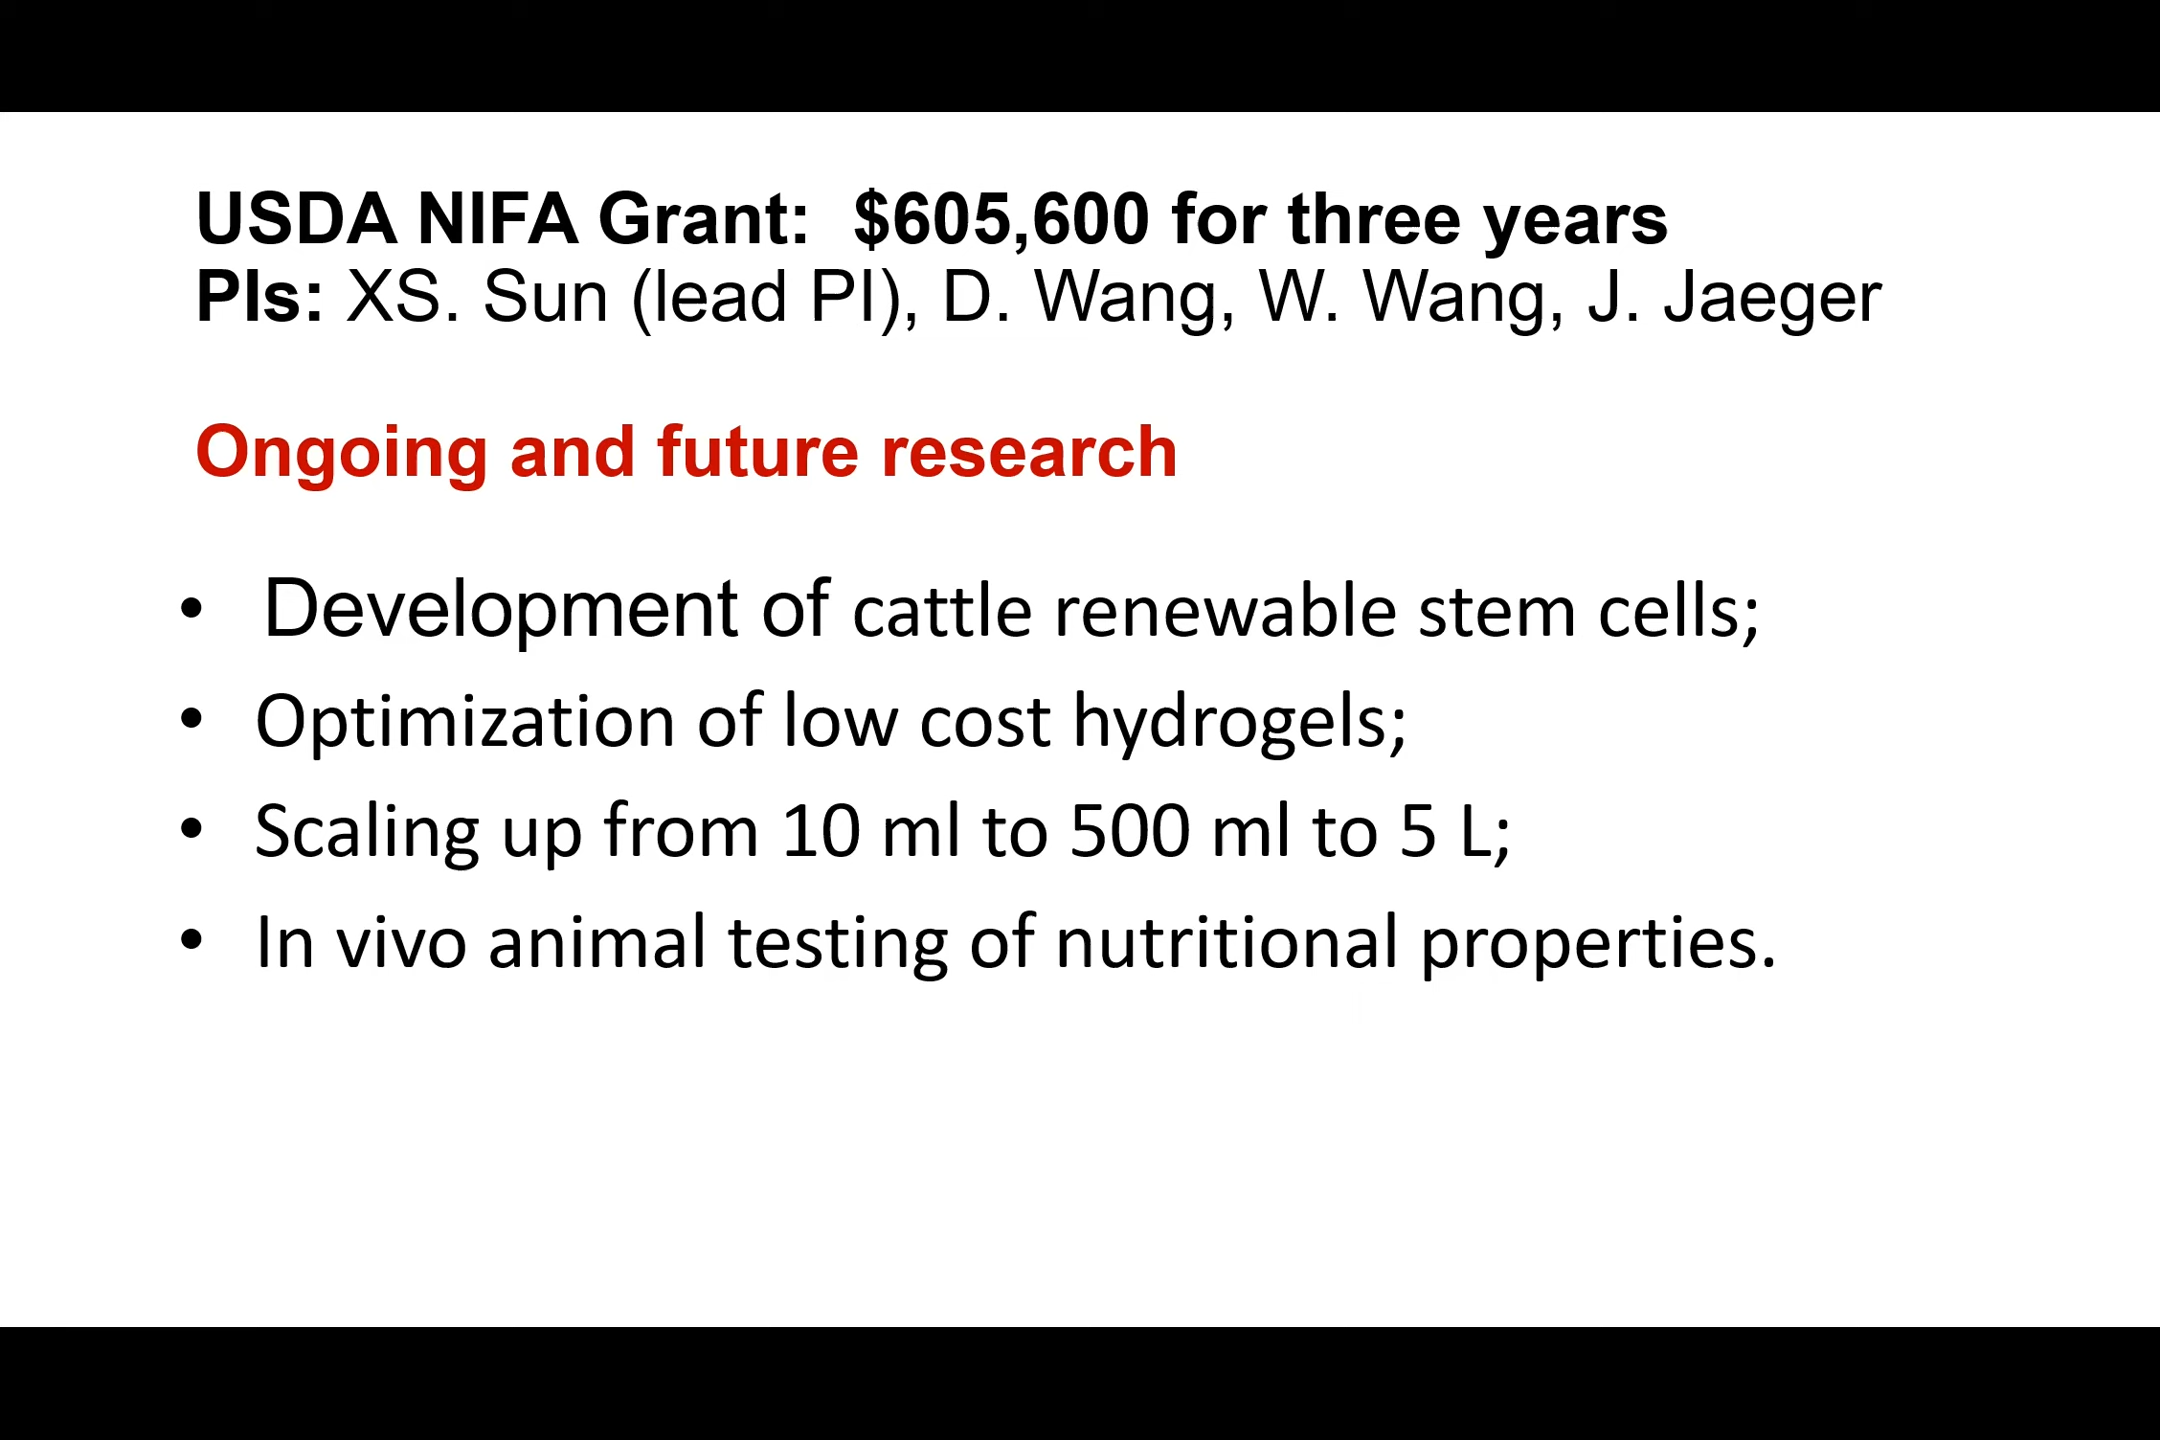 USDA NIFA Grant: $605,600 for three years
PIs: XS. Sun (lead PI), D. Wang, W. Wang, J. Jaeger
Ongoing and future research
• Development of cattle renewable stem cells;
• Optimization of low cost hydrogels;
• Scaling up from 10 ml to 500 ml to 5 L;
• In vivo animal testing of nutritional properties.